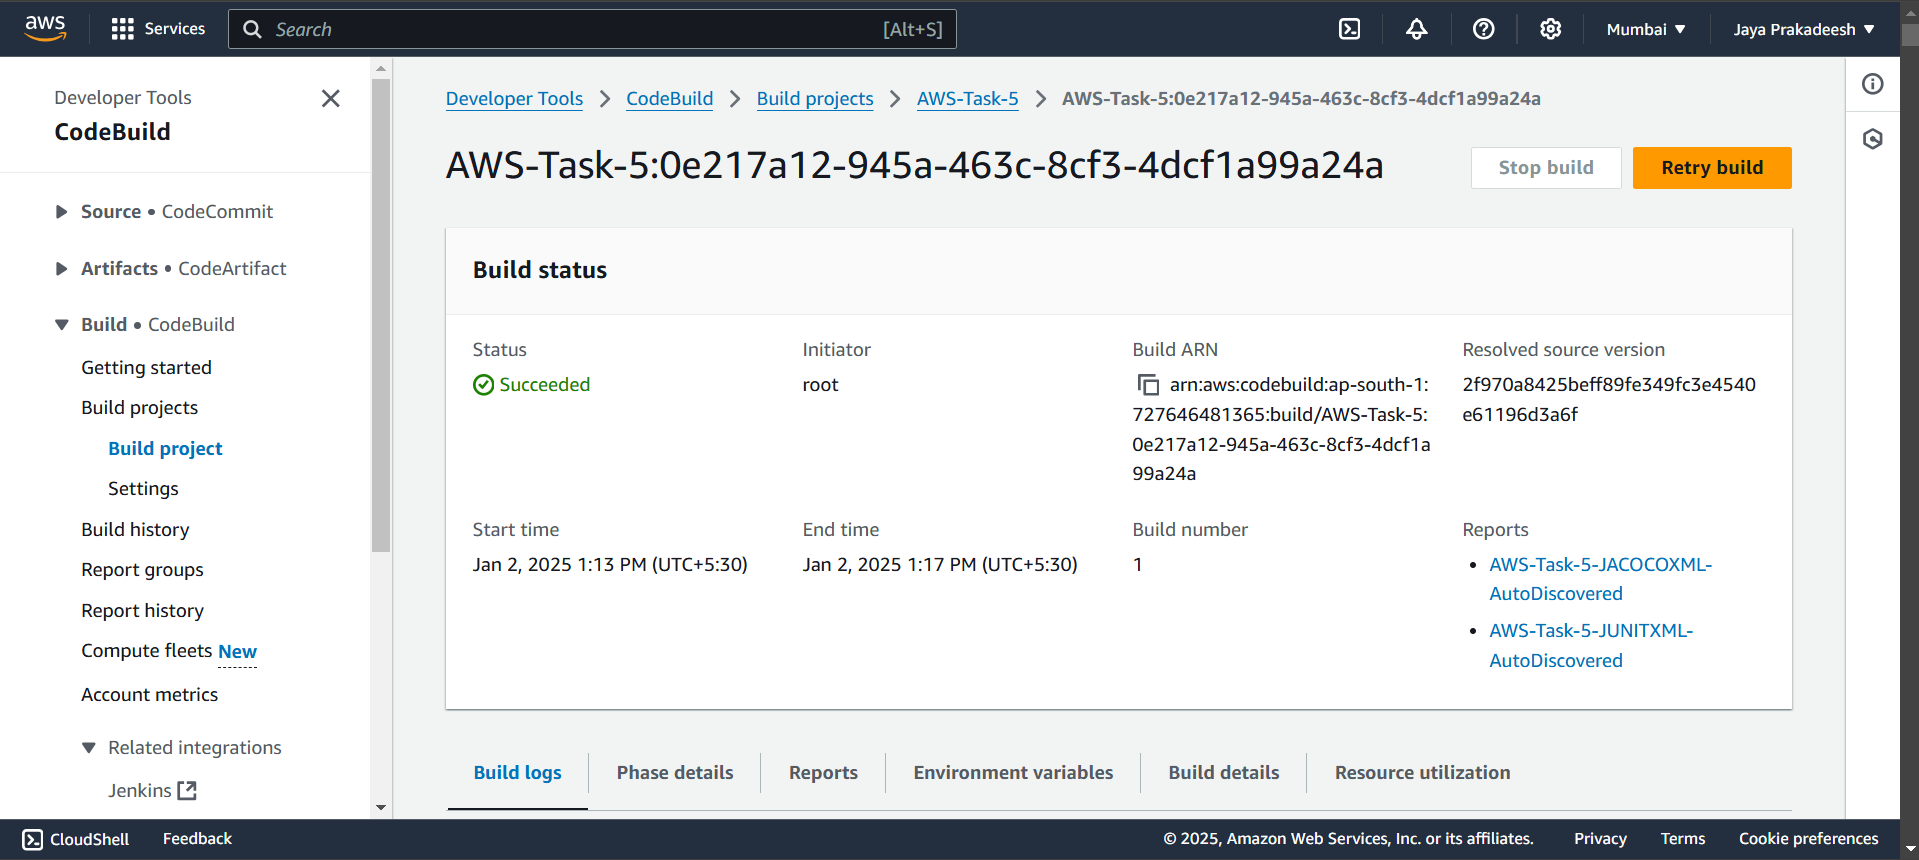 aws
Services
Search [Alt+S]
Mumbai
Jaya Prakadeesh
Developer Tools
CodeBuild
Source • CodeCommit
Artifacts • CodeArtifact
Build • CodeBuild
Getting started
Build projects
Build project
Settings
Build history
Report groups
Report history
Compute fleets New
Account metrics
Related integrations
Jenkins
Developer Tools > CodeBuild > Build projects > AWS-Task-5 > AWS-Task-5:0e217a12-945a-463c-8cf3-4dcf1a99a24a
AWS-Task-5:0e217a12-945a-463c-8cf3-4dcf1a99a24a
Stop build
Retry build
Build status
Status
Succeeded
Initiator
root
Build ARN
arn:aws:codebuild:ap-south-1:
727646481365:build/AWS-Task-5:
0e217a12-945a-463c-8cf3-4dcf1a
99a24a
Resolved source version
2f970a8425beff89fe349fc3e4540
e61196d3a6f
Start time
Jan 2, 2025 1:13 PM (UTC+5:30)
End time
Jan 2, 2025 1:17 PM (UTC+5:30)
Build number
1
Reports
• AWS-Task-5-JACOCOXML-
AutoDiscovered
• AWS-Task-5-JUNITXML-
AutoDiscovered
Build logs
Phase details
Reports
Environment variables
Build details
Resource utilization
CloudShell
Feedback
© 2025, Amazon Web Services, Inc. or its affiliates.
Privacy
Terms
Cookie preferences